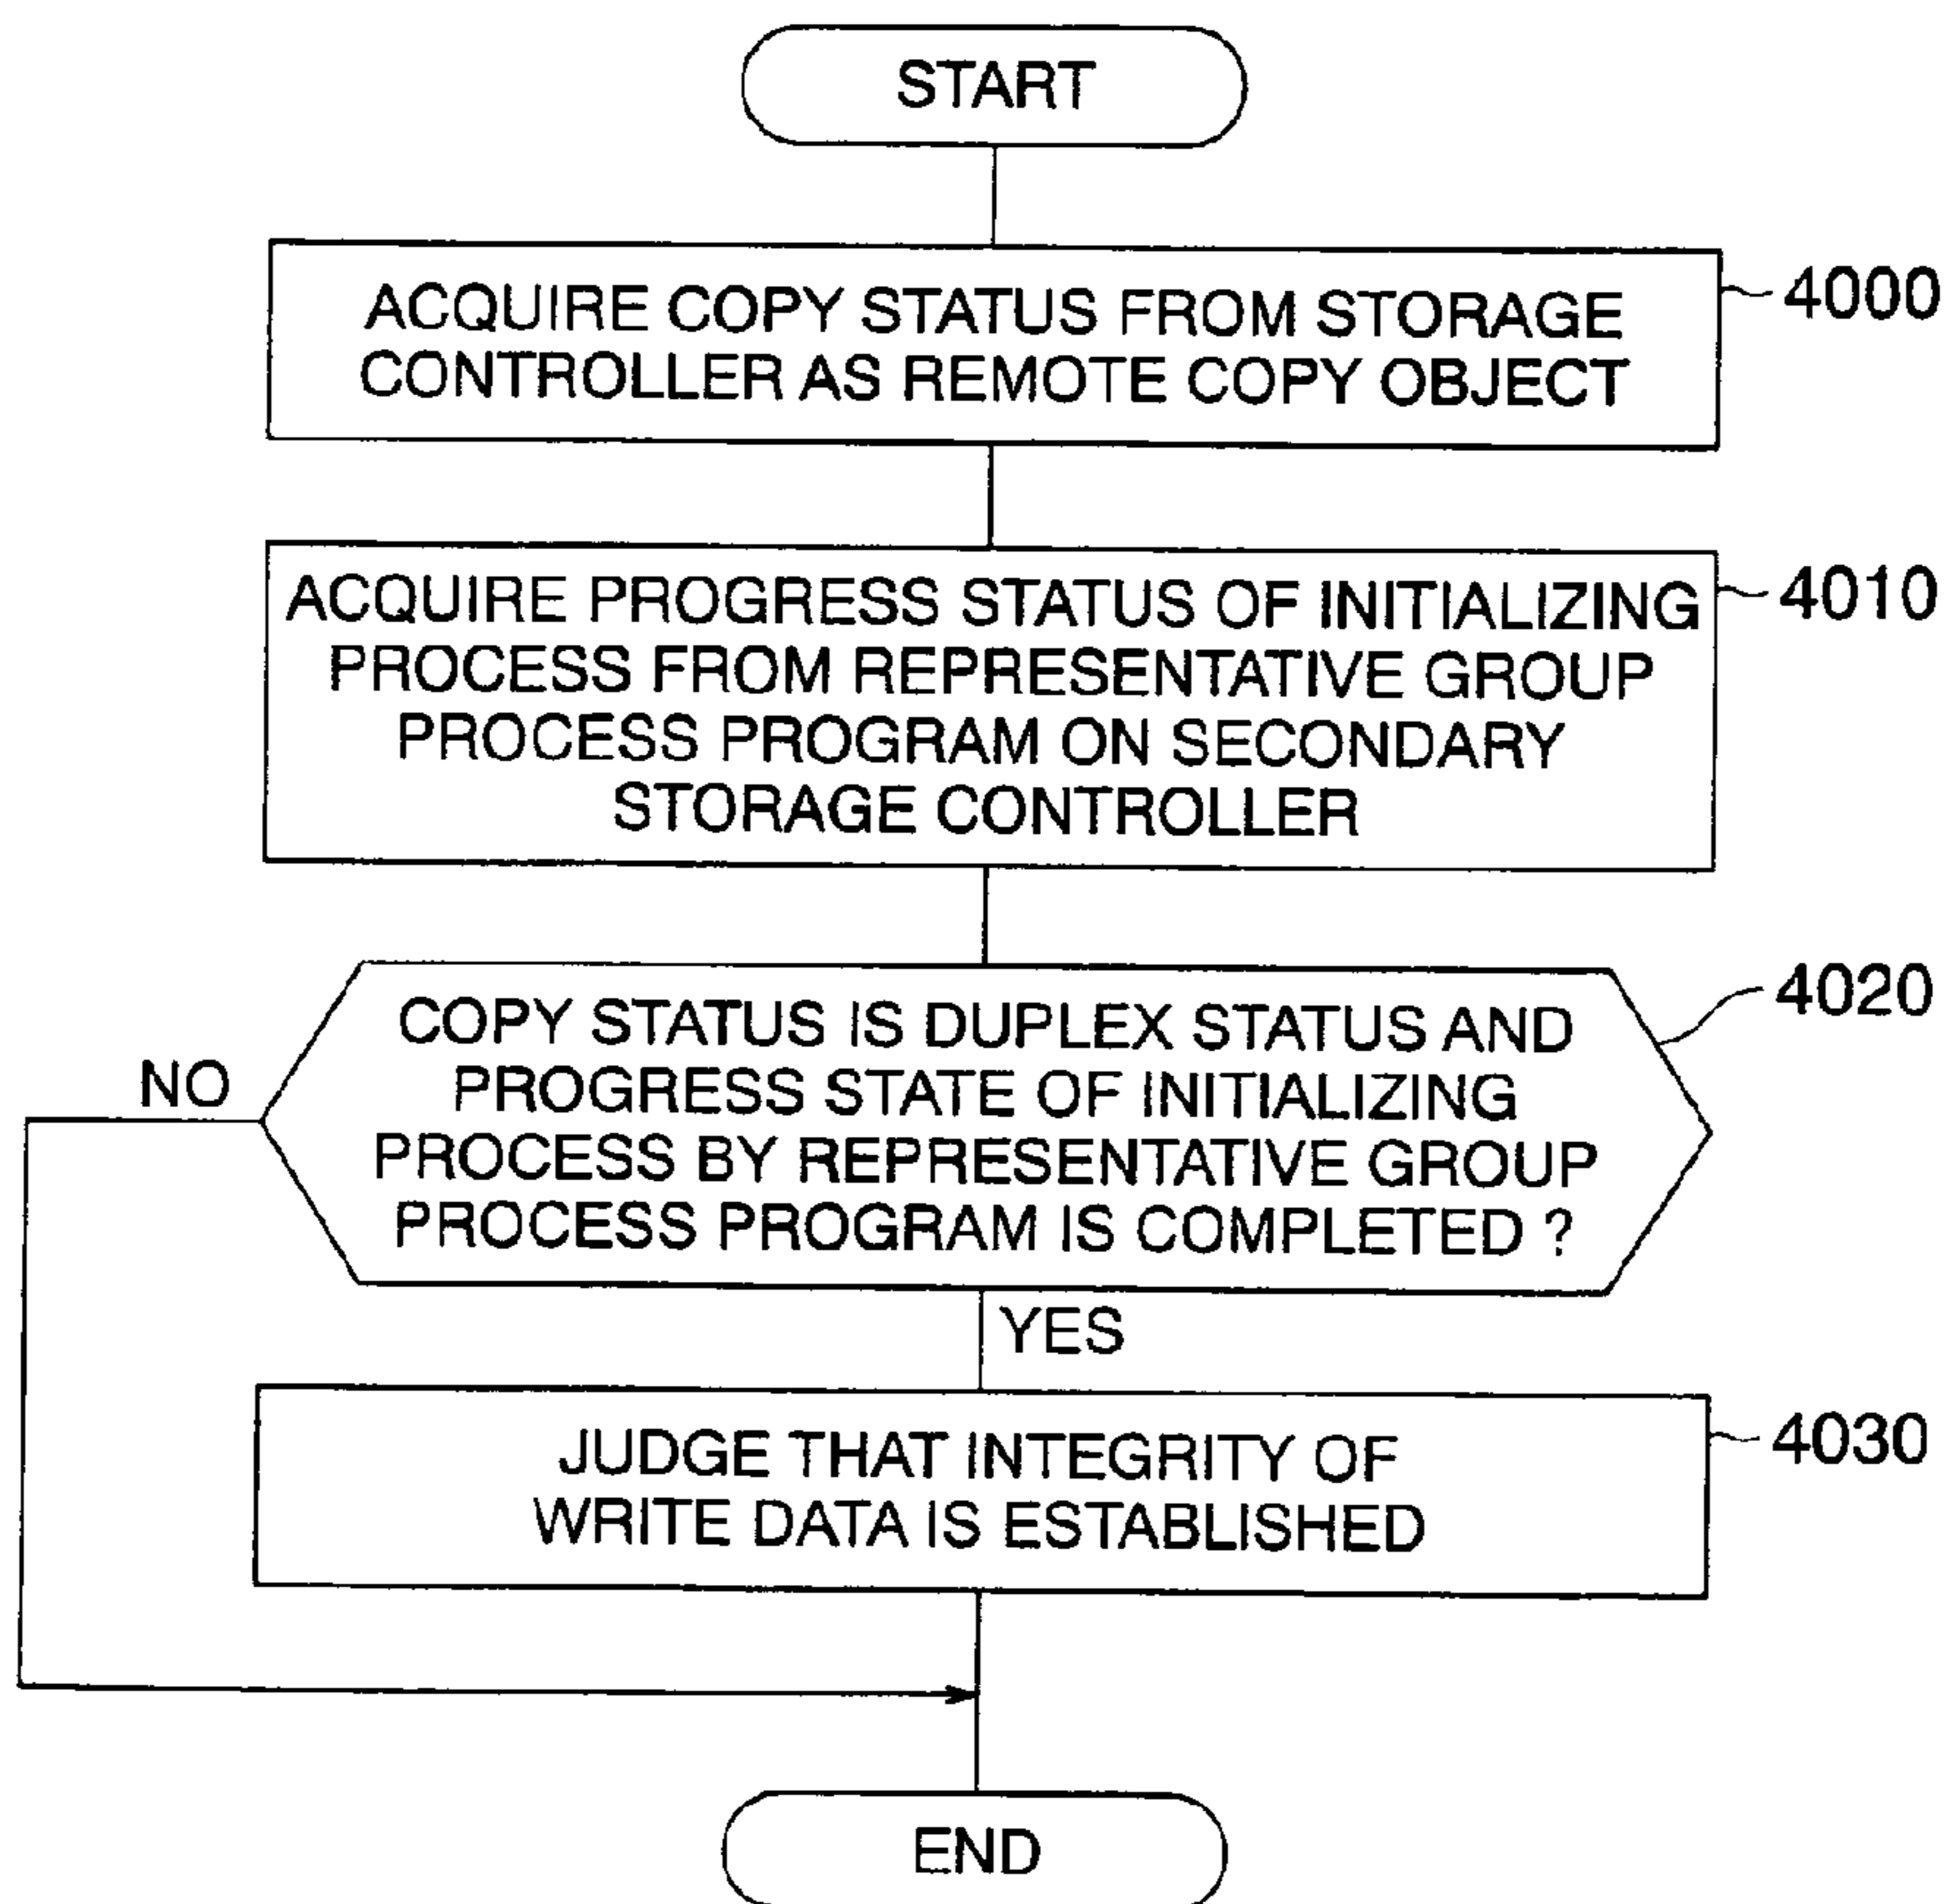 START
ACQUIRE COPY STATUS FROM STORAGE
CONTROLLER AS REMOTE COPY OBJECT
4000
ACQUIRE PROGRESS STATUS OF INITIALIZING
PROCESS FROM REPRESENTATIVE GROUP
PROCESS PROGRAM ON SECONDARY
STORAGE CONTROLLER
4010
COPY STATUS IS DUPLEX STATUS AND
PROGRESS STATE OF INITIALIZING
PROCESS BY REPRESENTATIVE GROUP
PROCESS PROGRAM IS COMPLETED ?
4020
NO
YES
JUDGE THAT INTEGRITY OF
WRITE DATA IS ESTABLISHED
4030
END